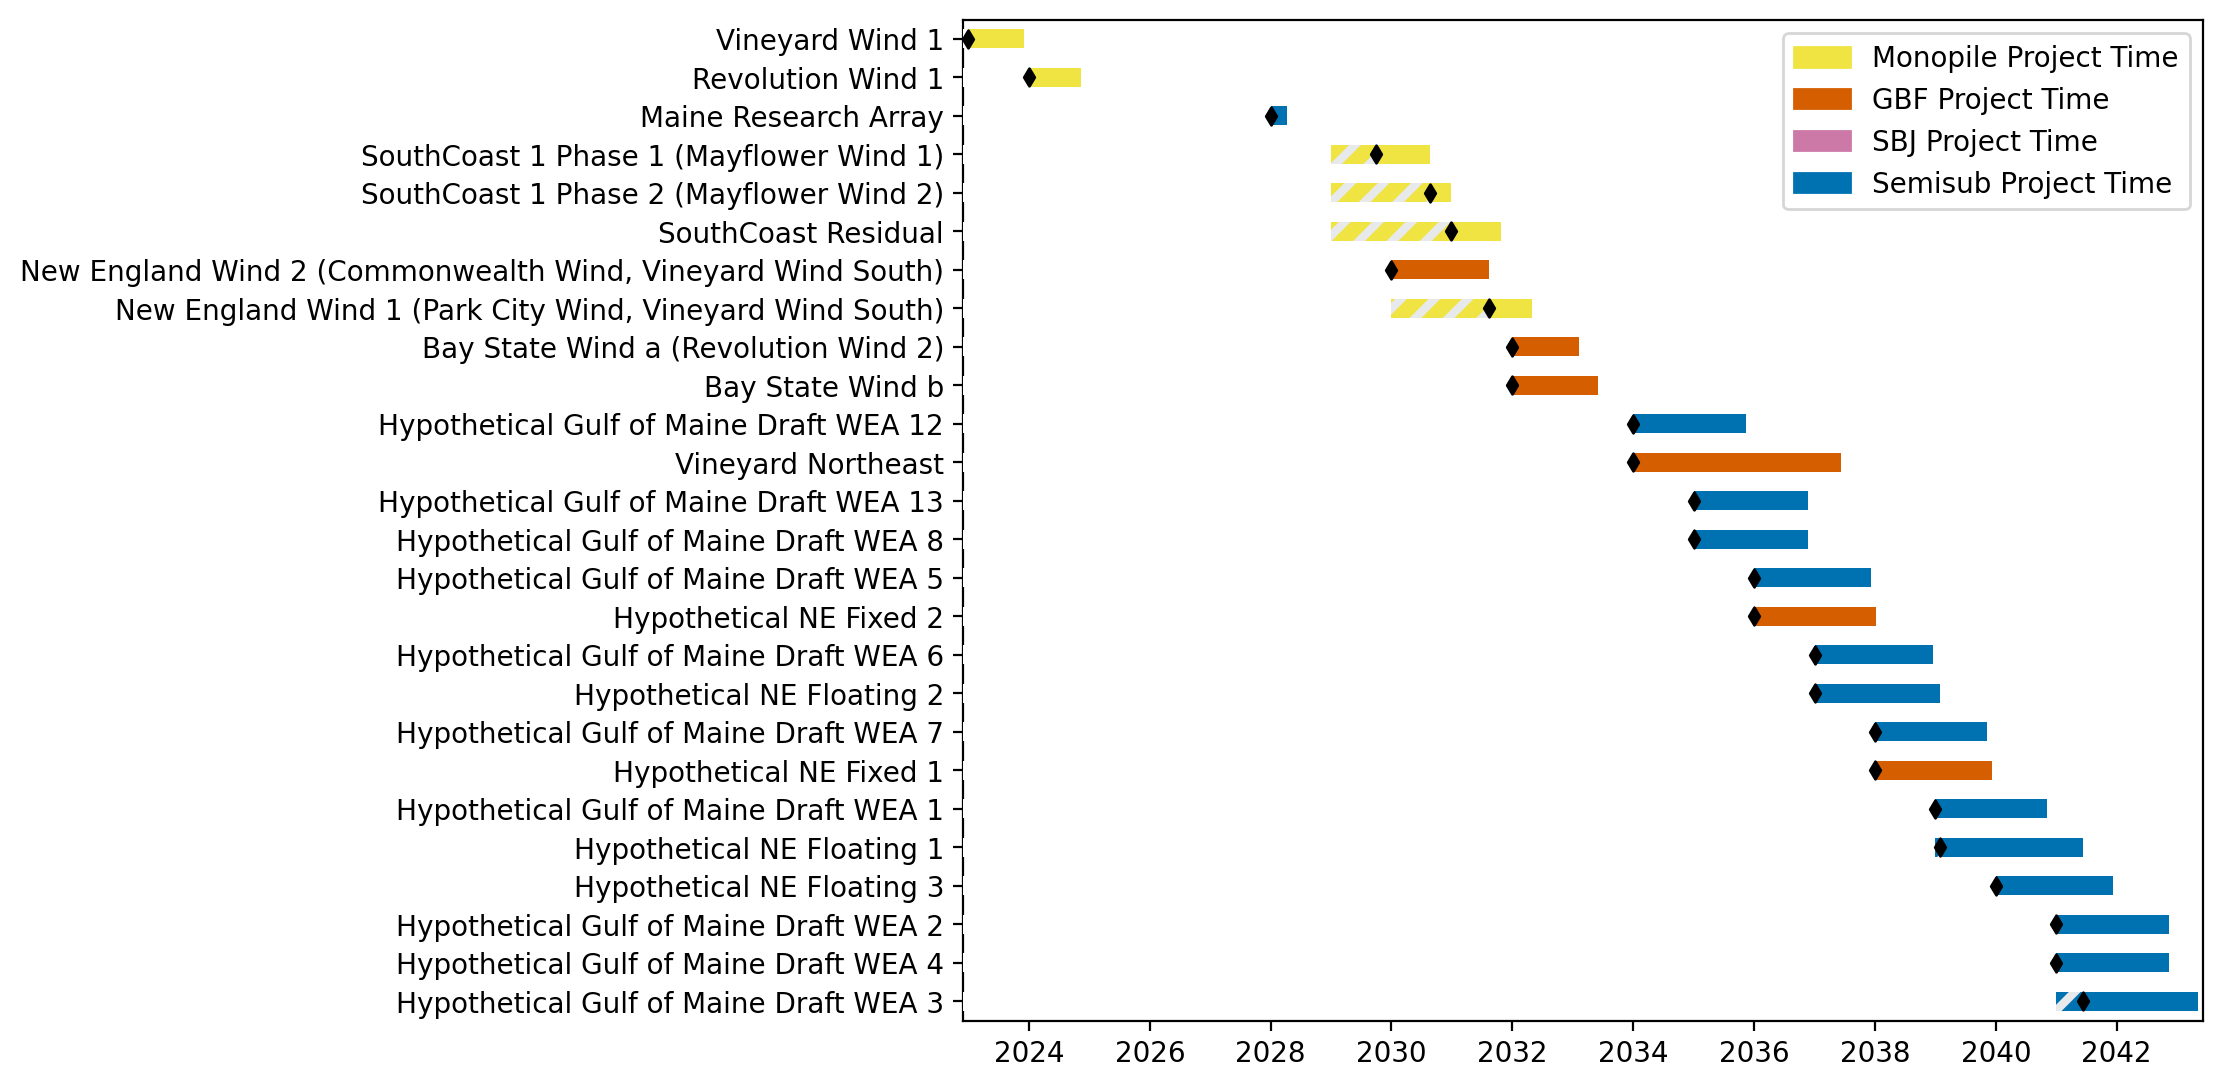 Vineyard Wind 1
Revolution Wind 1
Maine Research Array
SouthCoast 1 Phase 1 (Mayflower Wind 1)
SouthCoast 1 Phase 2 (Mayflower Wind 2)
SouthCoast Residual
New England Wind 2 (Commonwealth Wind, Vineyard Wind South)
New England Wind 1 (Park City Wind, Vineyard Wind South)
Bay State Wind a (Revolution Wind 2)
Bay State Wind b
Hypothetical Gulf of Maine Draft WEA 12
Vineyard Northeast
Hypothetical Gulf of Maine Draft WEA 13
Hypothetical Gulf of Maine Draft WEA 8
Hypothetical Gulf of Maine Draft WEA 5
Hypothetical NE Fixed 2
Hypothetical Gulf of Maine Draft WEA 6
Hypothetical NE Floating 2
Hypothetical Gulf of Maine Draft WEA 7
Hypothetical NE Fixed 1
Hypothetical Gulf of Maine Draft WEA 1
Hypothetical NE Floating 1
Hypothetical NE Floating 3
Hypothetical Gulf of Maine Draft WEA 2
Hypothetical Gulf of Maine Draft WEA 4
Hypothetical Gulf of Maine Draft WEA 3
Monopile Project Time
GBF Project Time
SBJ Project Time
Semisub Project Time
2024 2026 2028 2030 2032 2034 2036 2038 2040 2042